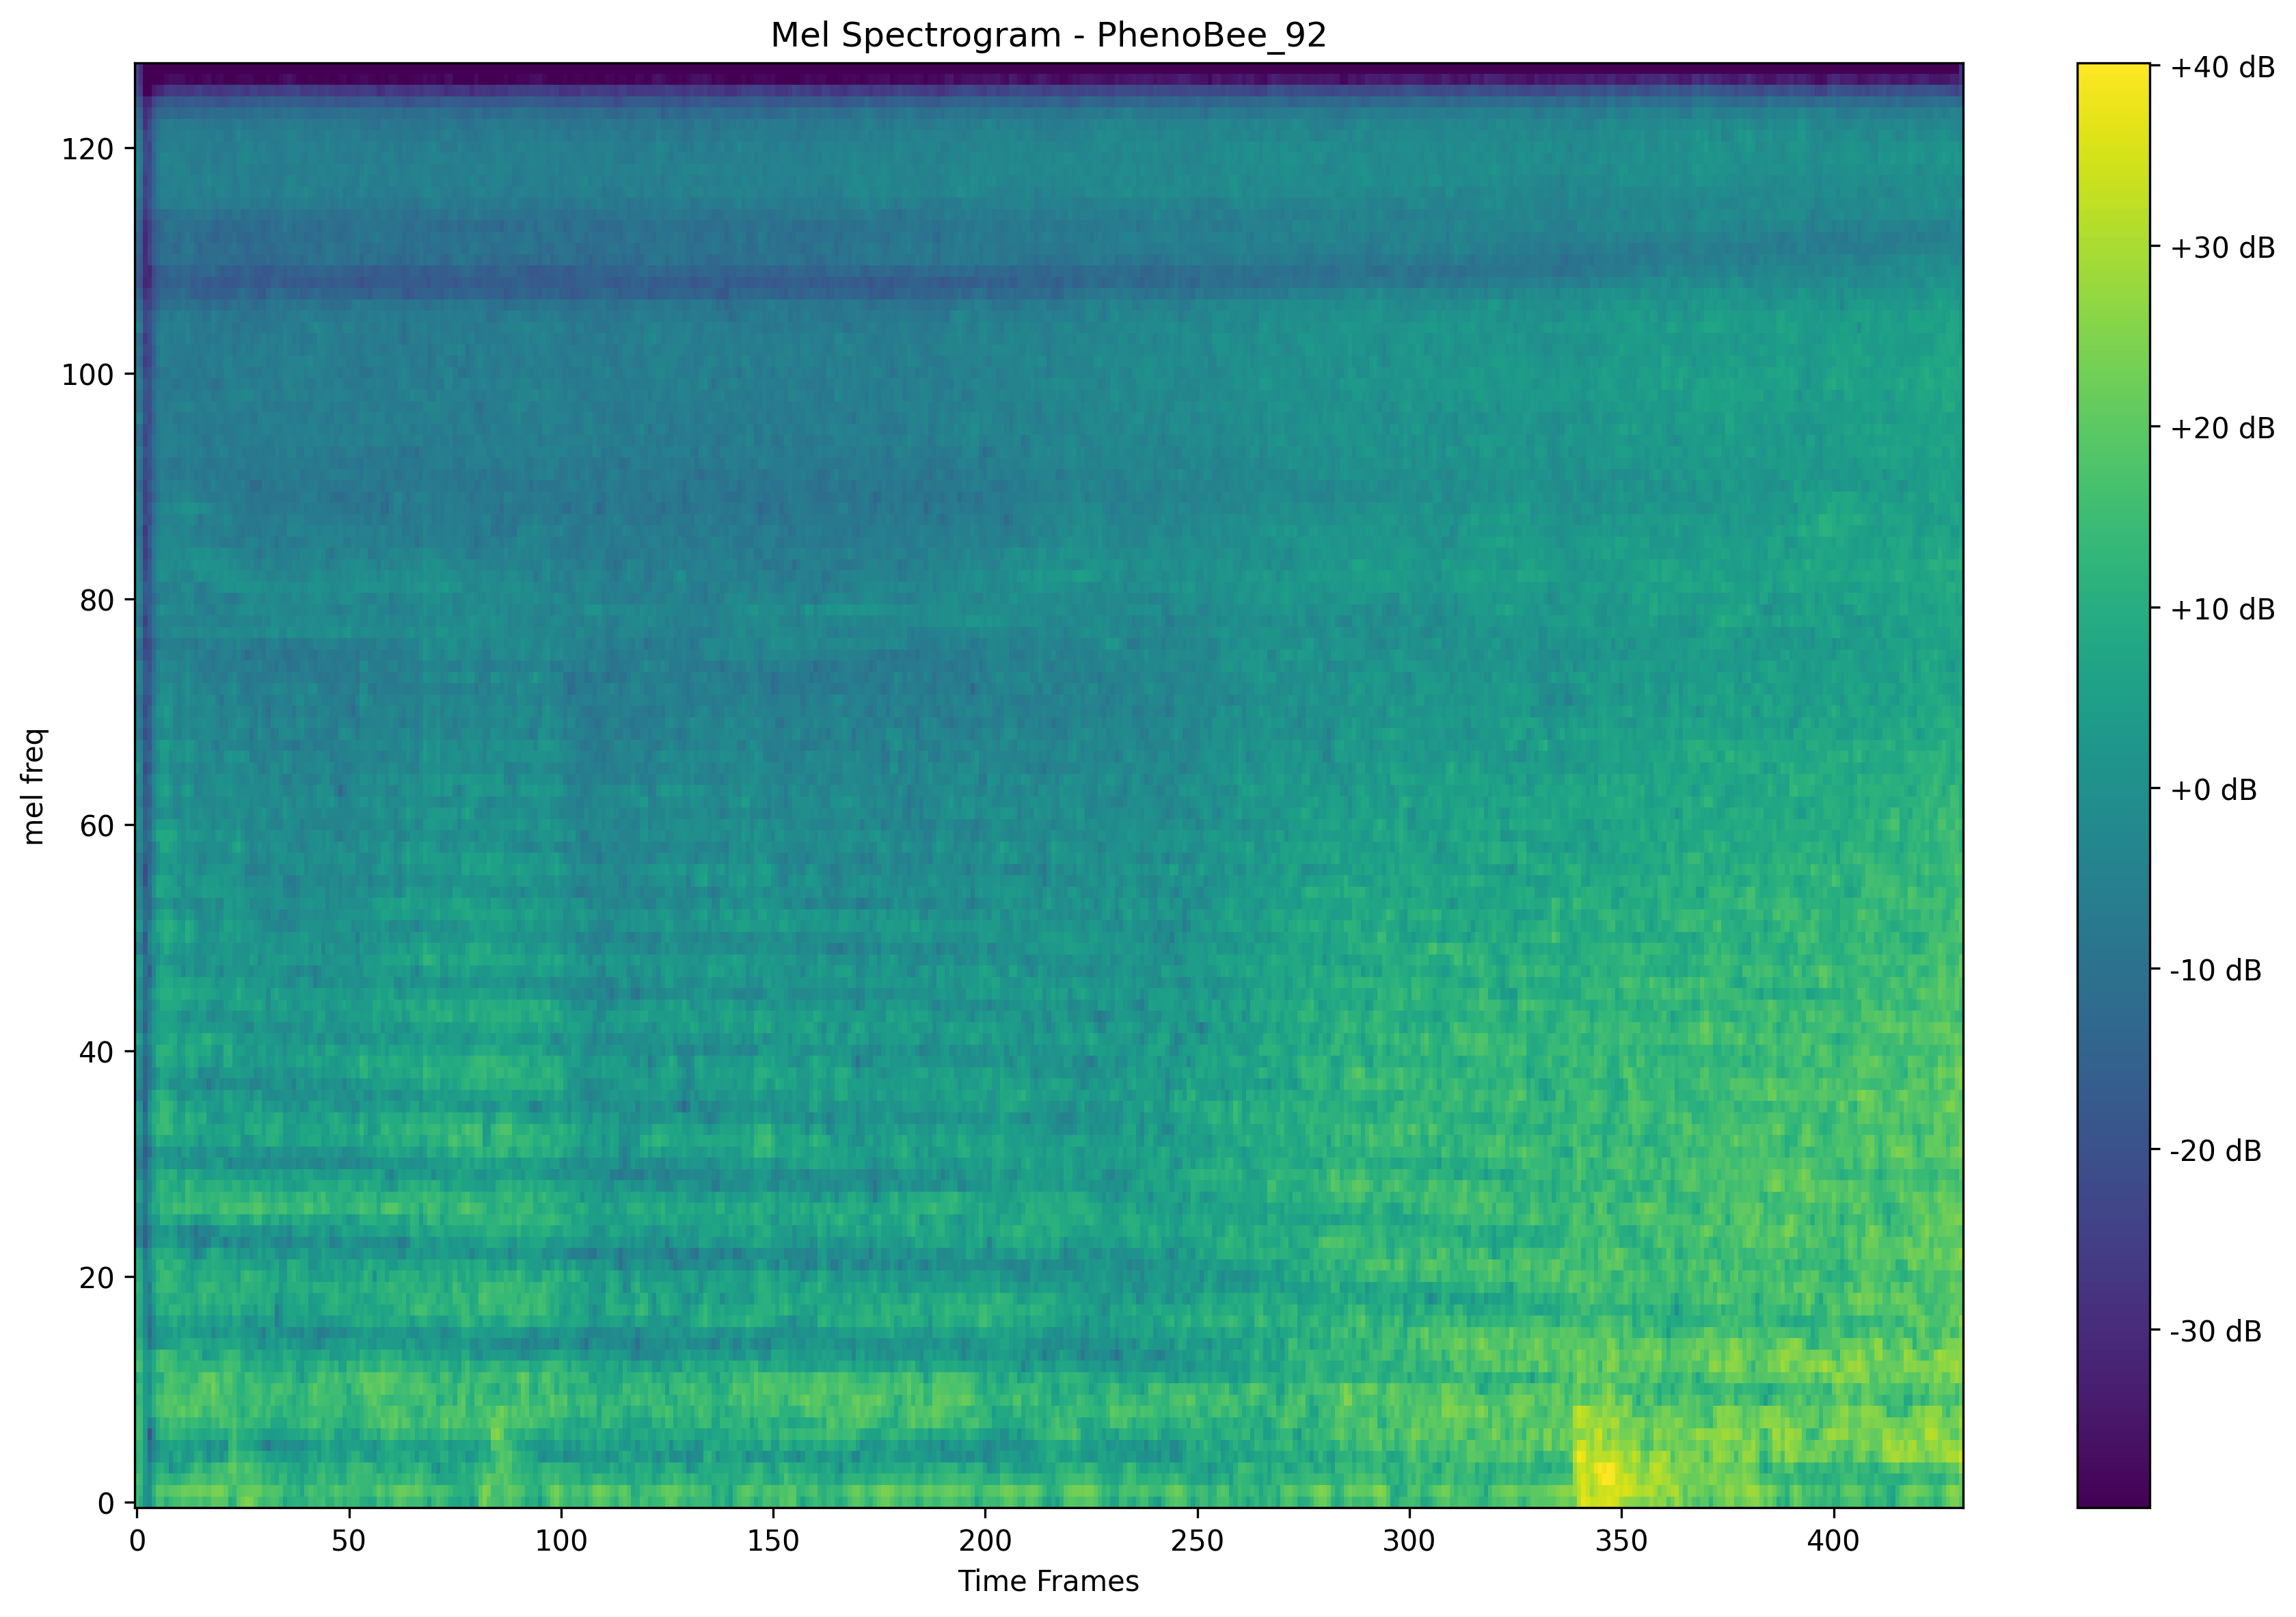 Mel Spectrogram - PhenoBee_92
mel freq
120
100
80
60
40
20
0
0 50 100 150 200 250 300 350 400
Time Frames
+40 dB
+30 dB
+20 dB
+10 dB
+0 dB
-10 dB
-20 dB
-30 dB